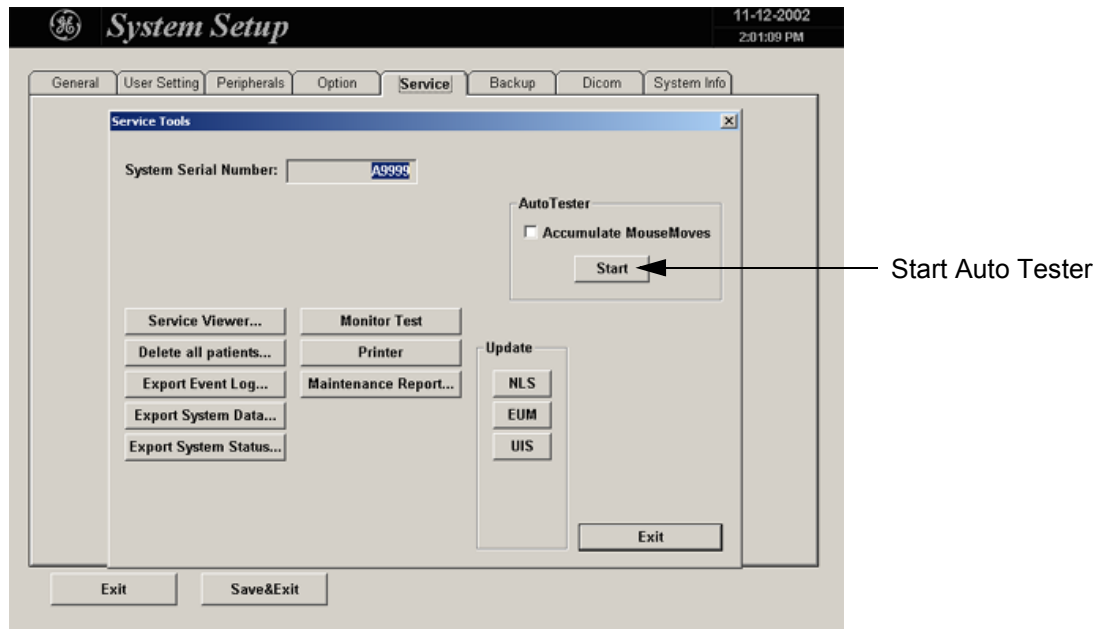 System Setup
11-12-2002
2:01:09 PM
General User Setting Peripherals Option Service Backup Dicom System Info
Service Tools
System Serial Number: A9999
AutoTester
Accumulate MouseMoves
Start
Start Auto Tester
Service Viewer... Monitor Test
Delete all patients... Printer
Export Event Log... Maintenance Report...
Export System Data...
Export System Status...
Update
NLS
EUM
UIS
Exit
Exit Save&Exit